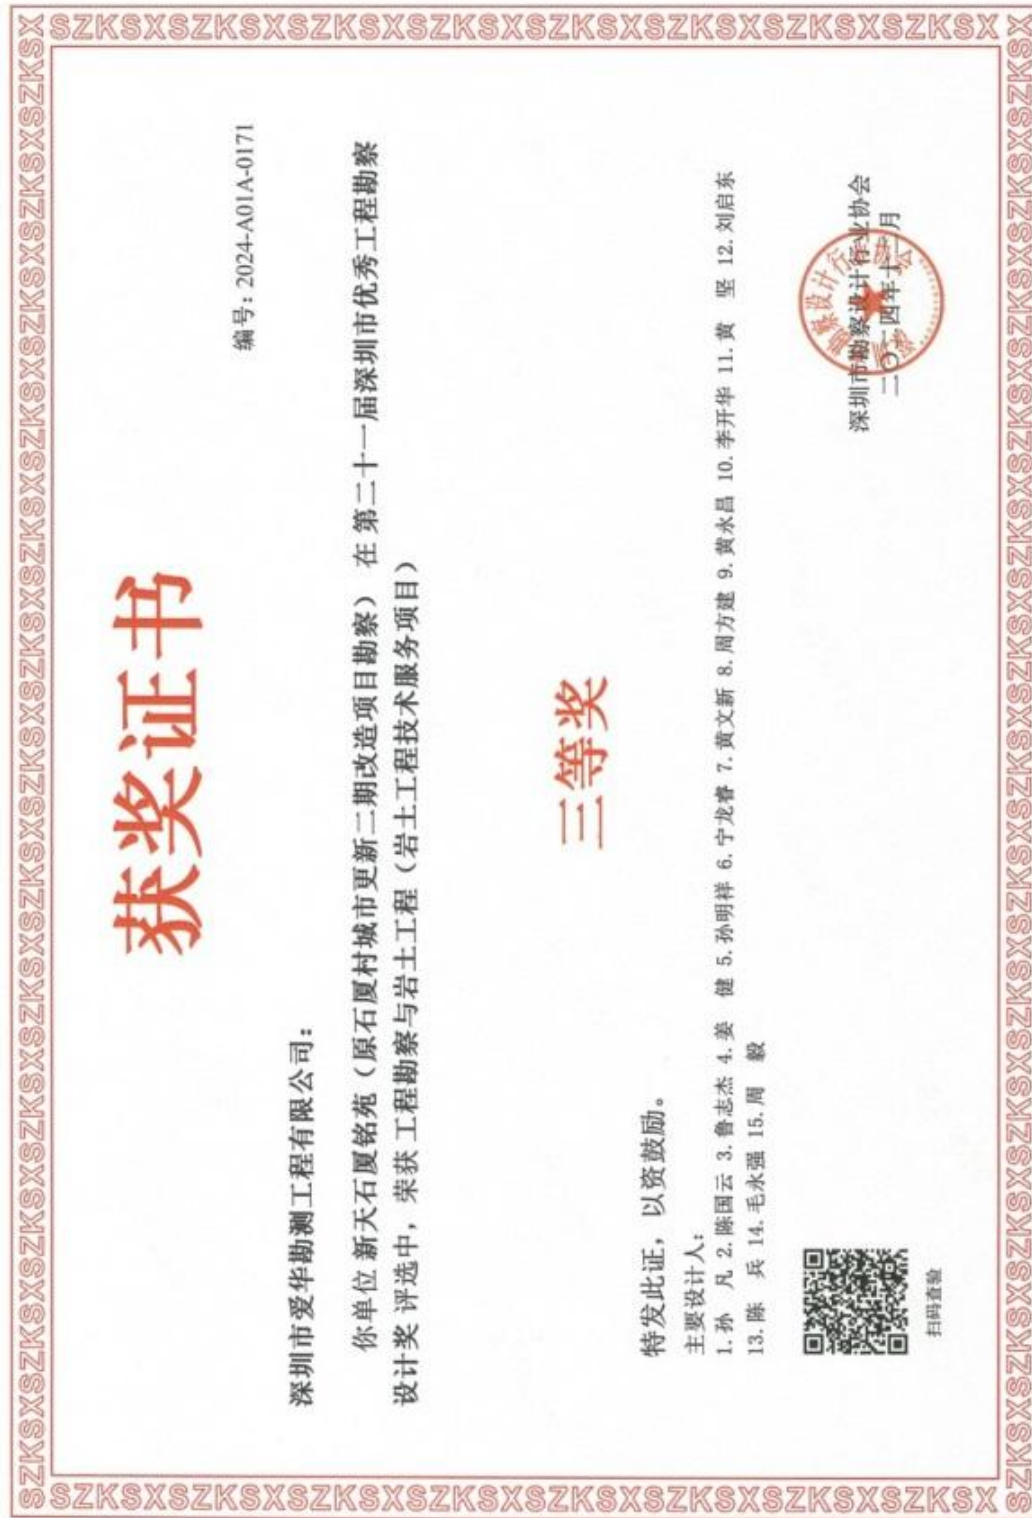 获奖证书
编号：2024-A01A-0171
深圳市爱华勘测工程有限公司：
你单位 新天石厦铭苑（原石厦村城市更新二期改造项目勘察） 在 第二十一届深圳市优秀工程勘察
设计奖 评选中，荣获 工程勘察与岩土工程（岩土工程技术服务项目）
三等奖
特发此证，以资鼓励。
主要设计人：
1. 孙 凡 2. 陈国云 3. 鲁志杰 4. 姜 健 5. 孙明祥 6. 宁龙睿 7. 黄文新 8. 周方建 9. 黄永昌 10. 李开华 11. 黄 坚 12. 刘启东
13. 陈 兵 14. 毛永强 15. 周 毅
深圳市勘察设计行业协会
二〇二四年十一月
扫码查验
SZKSXSZKSXSZKSXSZKSXSZKSXSZKSXSZKSX